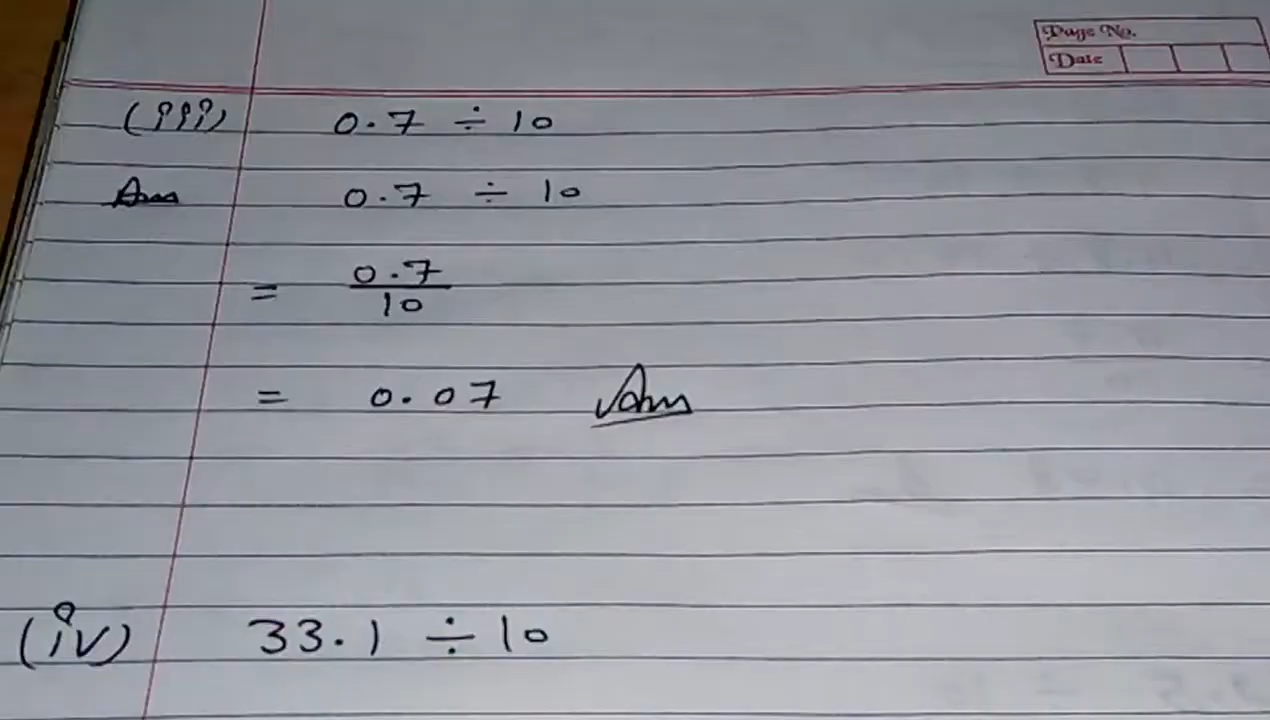 Page No.
Date
(iii) 0.7 ÷ 10
Ans 0.7 ÷ 10
= 0.7/10
= 0.07 Ans
(iv) 33.1 ÷ 10